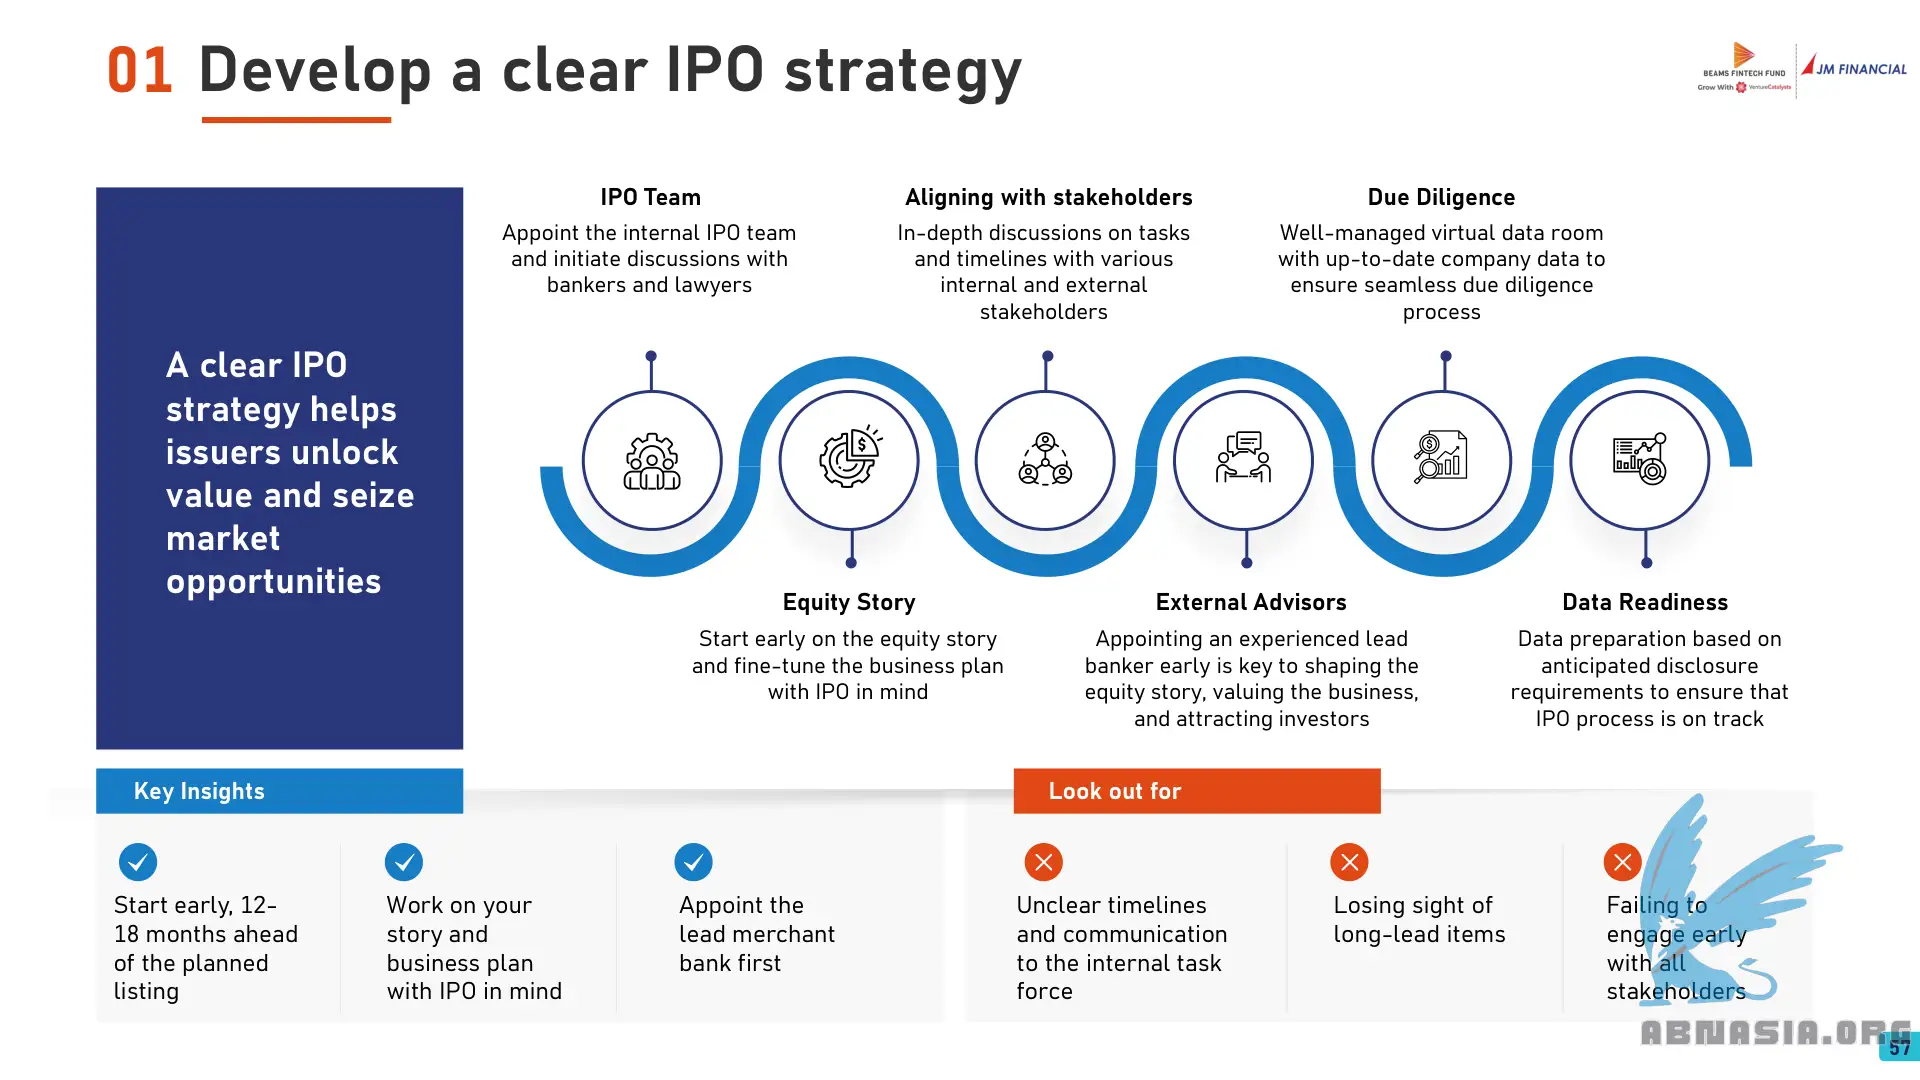 01 Develop a clear IPO strategy
BEAMS FINTECH FUND
Grow With VentureCatalysts
JM FINANCIAL
A clear IPO
strategy helps
issuers unlock
value and seize
market
opportunities
IPO Team
Appoint the internal IPO team
and initiate discussions with
bankers and lawyers
Aligning with stakeholders
In-depth discussions on tasks
and timelines with various
internal and external
stakeholders
Due Diligence
Well-managed virtual data room
with up-to-date company data to
ensure seamless due diligence
process
Equity Story
Start early on the equity story
and fine-tune the business plan
with IPO in mind
External Advisors
Appointing an experienced lead
banker early is key to shaping the
equity story, valuing the business,
and attracting investors
Data Readiness
Data preparation based on
anticipated disclosure
requirements to ensure that
IPO process is on track
Key Insights
Start early, 12-
18 months ahead
of the planned
listing
Work on your
story and
business plan
with IPO in mind
Appoint the
lead merchant
bank first
Look out for
Unclear timelines
and communication
to the internal task
force
Losing sight of
long-lead items
Failing to
engage early
with all
stakeholders
ABNASIA.ORG
57